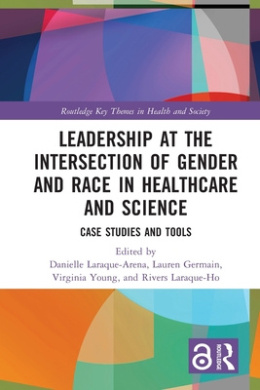 Routledge Key Themes in Health and Society
LEADERSHIP AT THE
INTERSECTION OF GENDER
AND RACE IN HEALTHCARE
AND SCIENCE
CASE STUDIES AND TOOLS
Edited by
Danielle Laraque-Arena, Lauren Germain,
Virginia Young, and Rivers Laraque-Ho
ROUTLEDGE